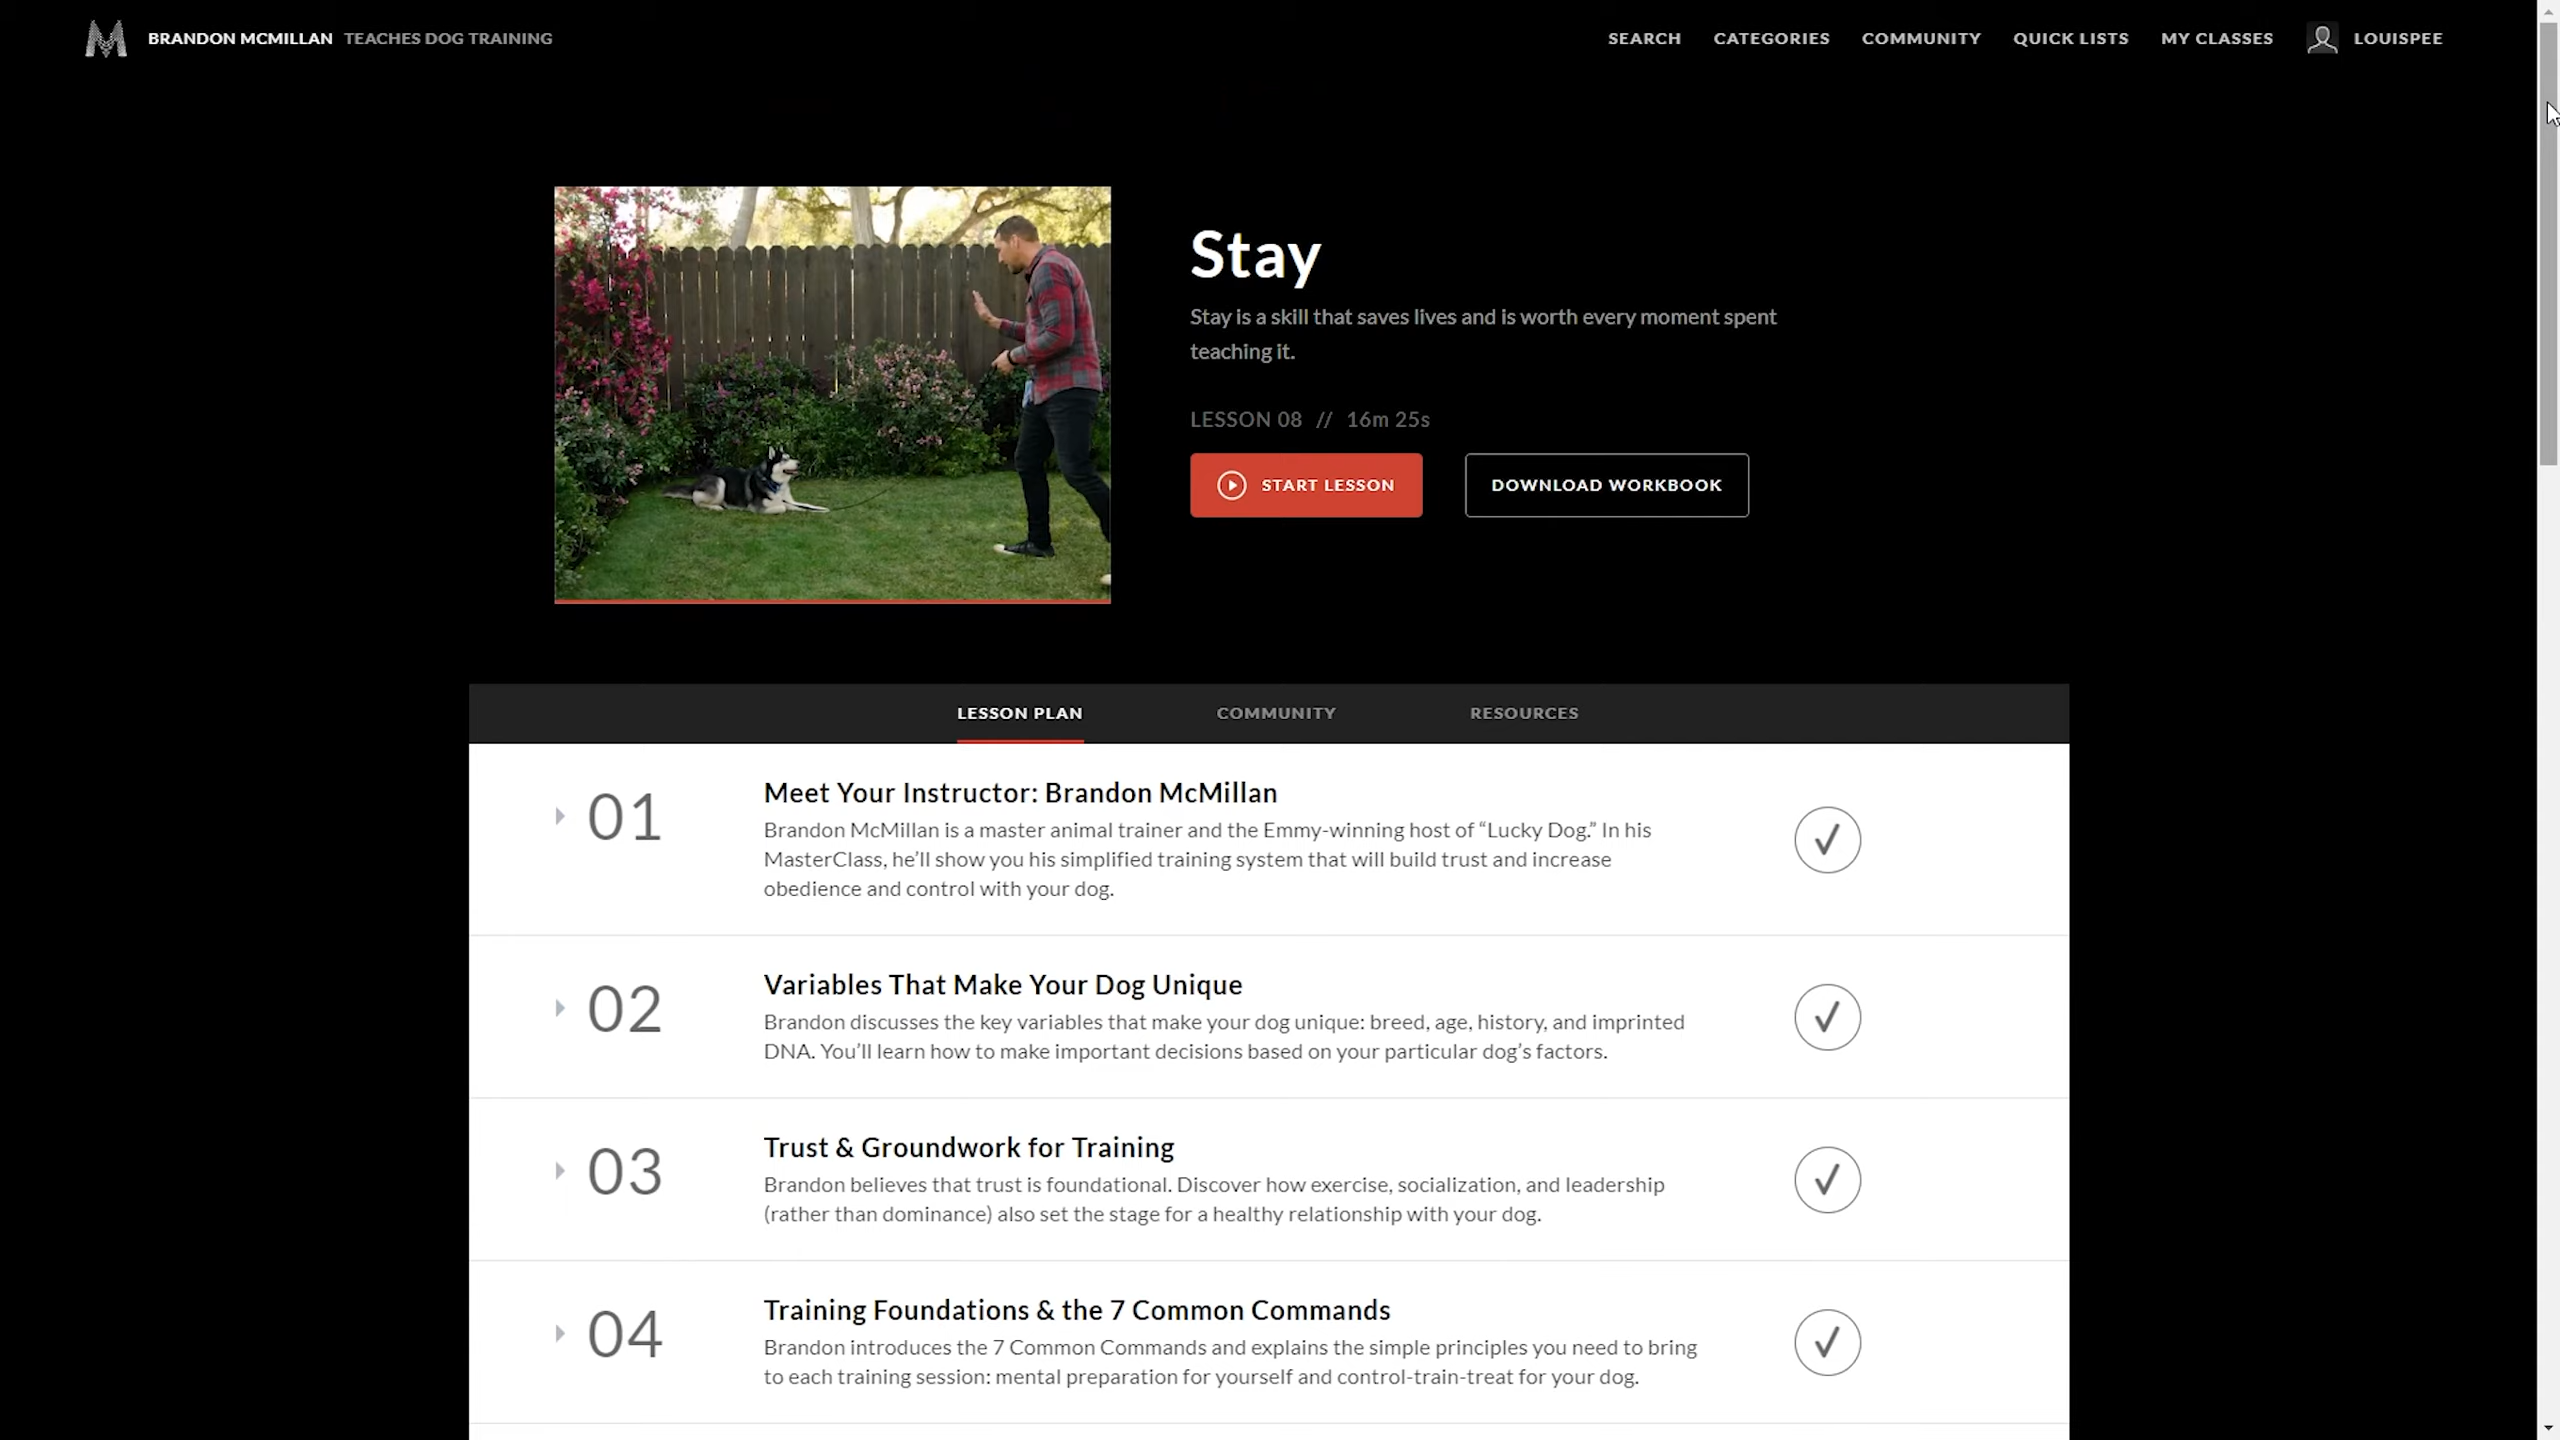 BRANDON MCMILLAN TEACHES DOG TRAINING
SEARCH CATEGORIES COMMUNITY QUICK LISTS MY CLASSES LOUISPEE
Stay
Stay is a skill that saves lives and is worth every moment spent
teaching it.
LESSON 08 // 16m 25s
START LESSON DOWNLOAD WORKBOOK
LESSON PLAN COMMUNITY RESOURCES
01
Meet Your Instructor: Brandon McMillan
Brandon McMillan is a master animal trainer and the Emmy-winning host of “Lucky Dog.” In his
MasterClass, he’ll show you his simplified training system that will build trust and increase
obedience and control with your dog.
02
Variables That Make Your Dog Unique
Brandon discusses the key variables that make your dog unique: breed, age, history, and imprinted
DNA. You’ll learn how to make important decisions based on your particular dog’s factors.
03
Trust & Groundwork for Training
Brandon believes that trust is foundational. Discover how exercise, socialization, and leadership
(rather than dominance) also set the stage for a healthy relationship with your dog.
04
Training Foundations & the 7 Common Commands
Brandon introduces the 7 Common Commands and explains the simple principles you need to bring
to each training session: mental preparation for yourself and control-train-treat for your dog.